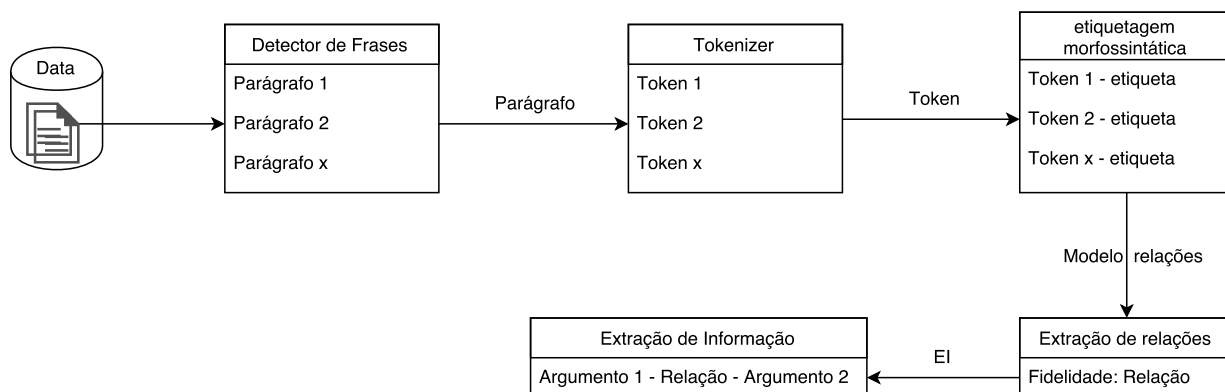 Data
Detector de Frases
Parágrafo 1
Parágrafo 2
Parágrafo x
Parágrafo
Tokenizer
Token 1
Token 2
Token x
Token
etiquetagem
morfossintática
Token 1 - etiqueta
Token 2 - etiqueta
Token x - etiqueta
Modelo relações
Extração de relações
Fidelidade: Relação
EI
Extração de Informação
Argumento 1 - Relação - Argumento 2